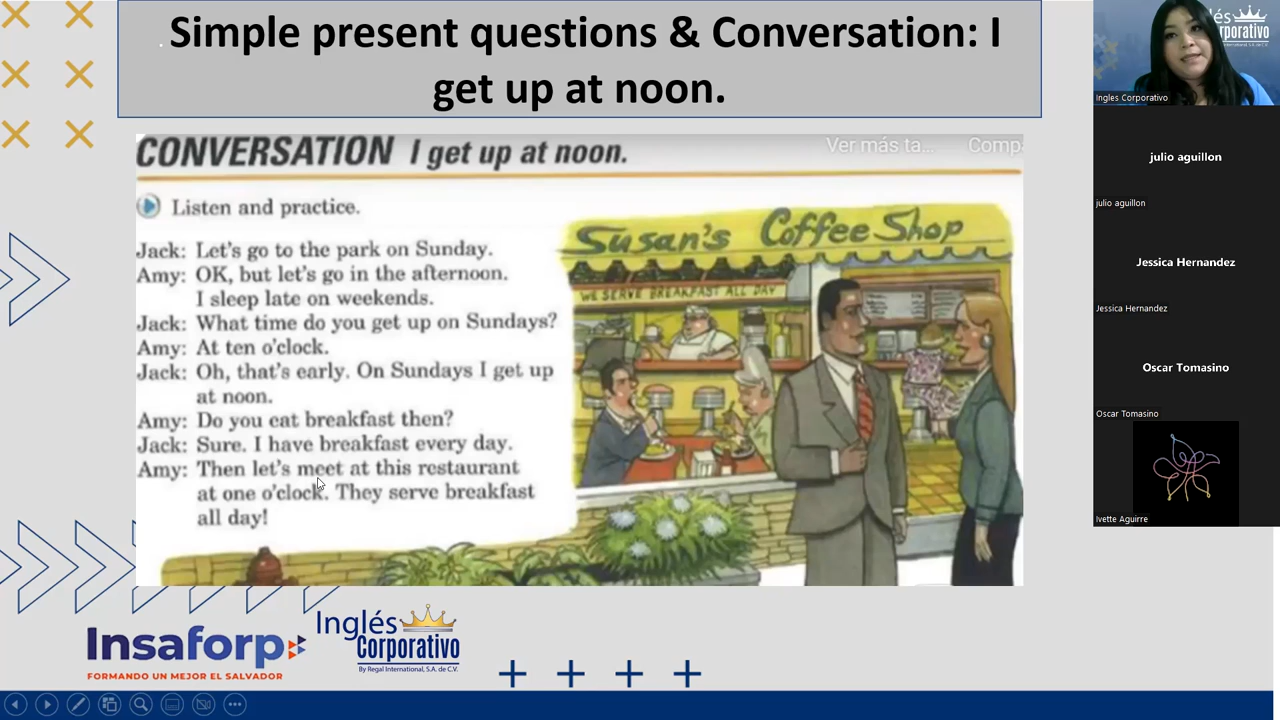 . Simple present questions & Conversation: I
get up at noon.
CONVERSATION I get up at noon.
Ver más ta... Comp
Listen and practice.
Jack: Let's go to the park on Sunday.
Amy: OK, but let's go in the afternoon.
I sleep late on weekends.
Jack: What time do you get up on Sundays?
Amy: At ten o'clock.
Jack: Oh, that's early. On Sundays I get up
at noon.
Amy: Do you eat breakfast then?
Jack: Sure. I have breakfast every day.
Amy: Then let's meet at this restaurant
at one o'clock. They serve breakfast
all day!
Susan's Coffee Shop
WE SERVE BREAKFAST ALL DAY
Insaforp
FORMANDO UN MEJOR EL SALVADOR
Inglés
Corporativo
By Regal International, S.A. de C.V.
lés
rporativo
International, S.A. de C.V.
Ingles Corporativo
julio aguillon
julio aguillon
Jessica Hernandez
Jessica Hernandez
Oscar Tomasino
Oscar Tomasino
Ivette Aguirre